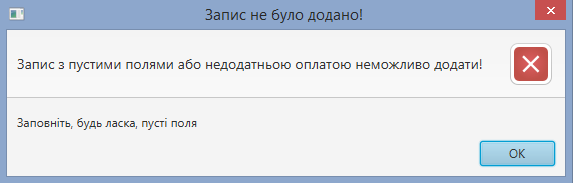 Запис не було додано!
Запис з пустими полями або недодатньою оплатою неможливо додати!
Заповніть, будь ласка, пусті поля
OK